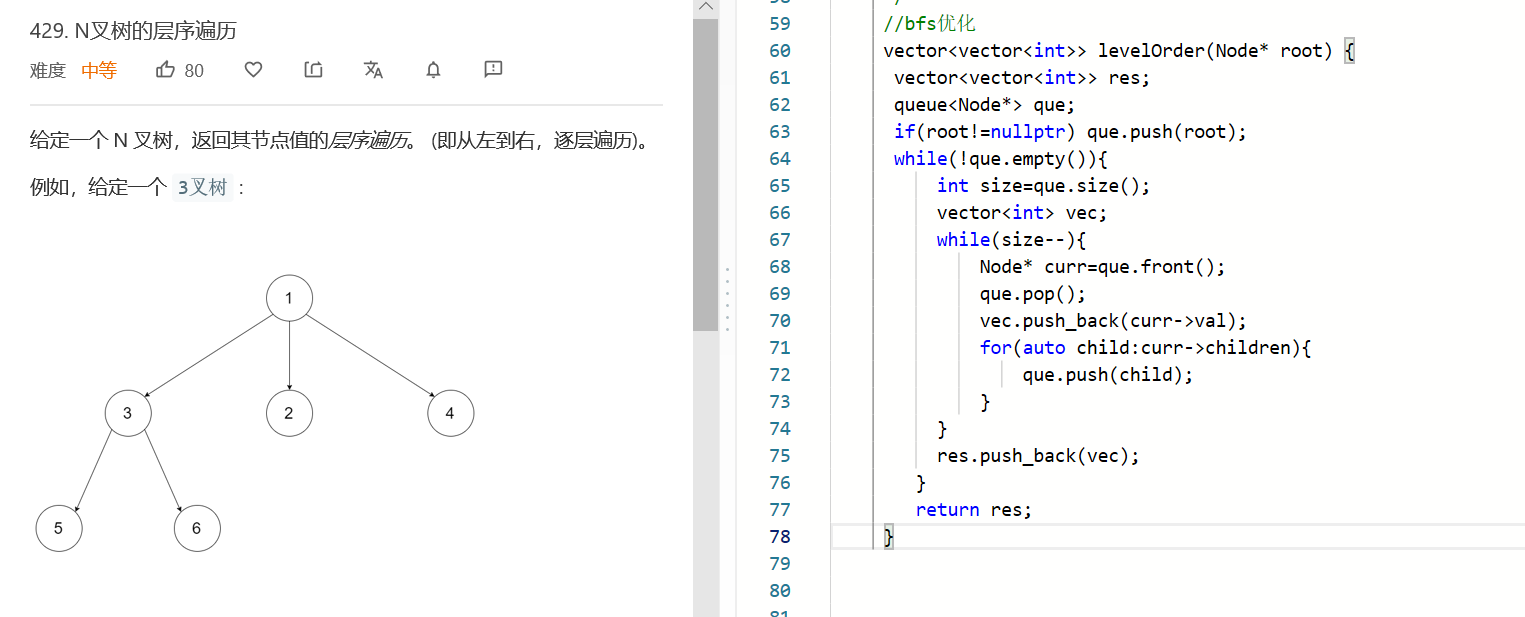 429. N叉树的层序遍历
难度 中等 80
给定一个 N 叉树，返回其节点值的层序遍历。 (即从左到右，逐层遍历)。
例如，给定一个 3叉树 :
1
3 2 4
5 6
59 //bfs优化
60 vector<vector<int>> levelOrder(Node* root) {
61 vector<vector<int>> res;
62 queue<Node*> que;
63 if(root!=nullptr) que.push(root);
64 while(!que.empty()){
65 int size=que.size();
66 vector<int> vec;
67 while(size--){
68 Node* curr=que.front();
69 que.pop();
70 vec.push_back(curr->val);
71 for(auto child:curr->children){
72 que.push(child);
73 }
74 }
75 res.push_back(vec);
76 }
77 return res;
78 }
79
80